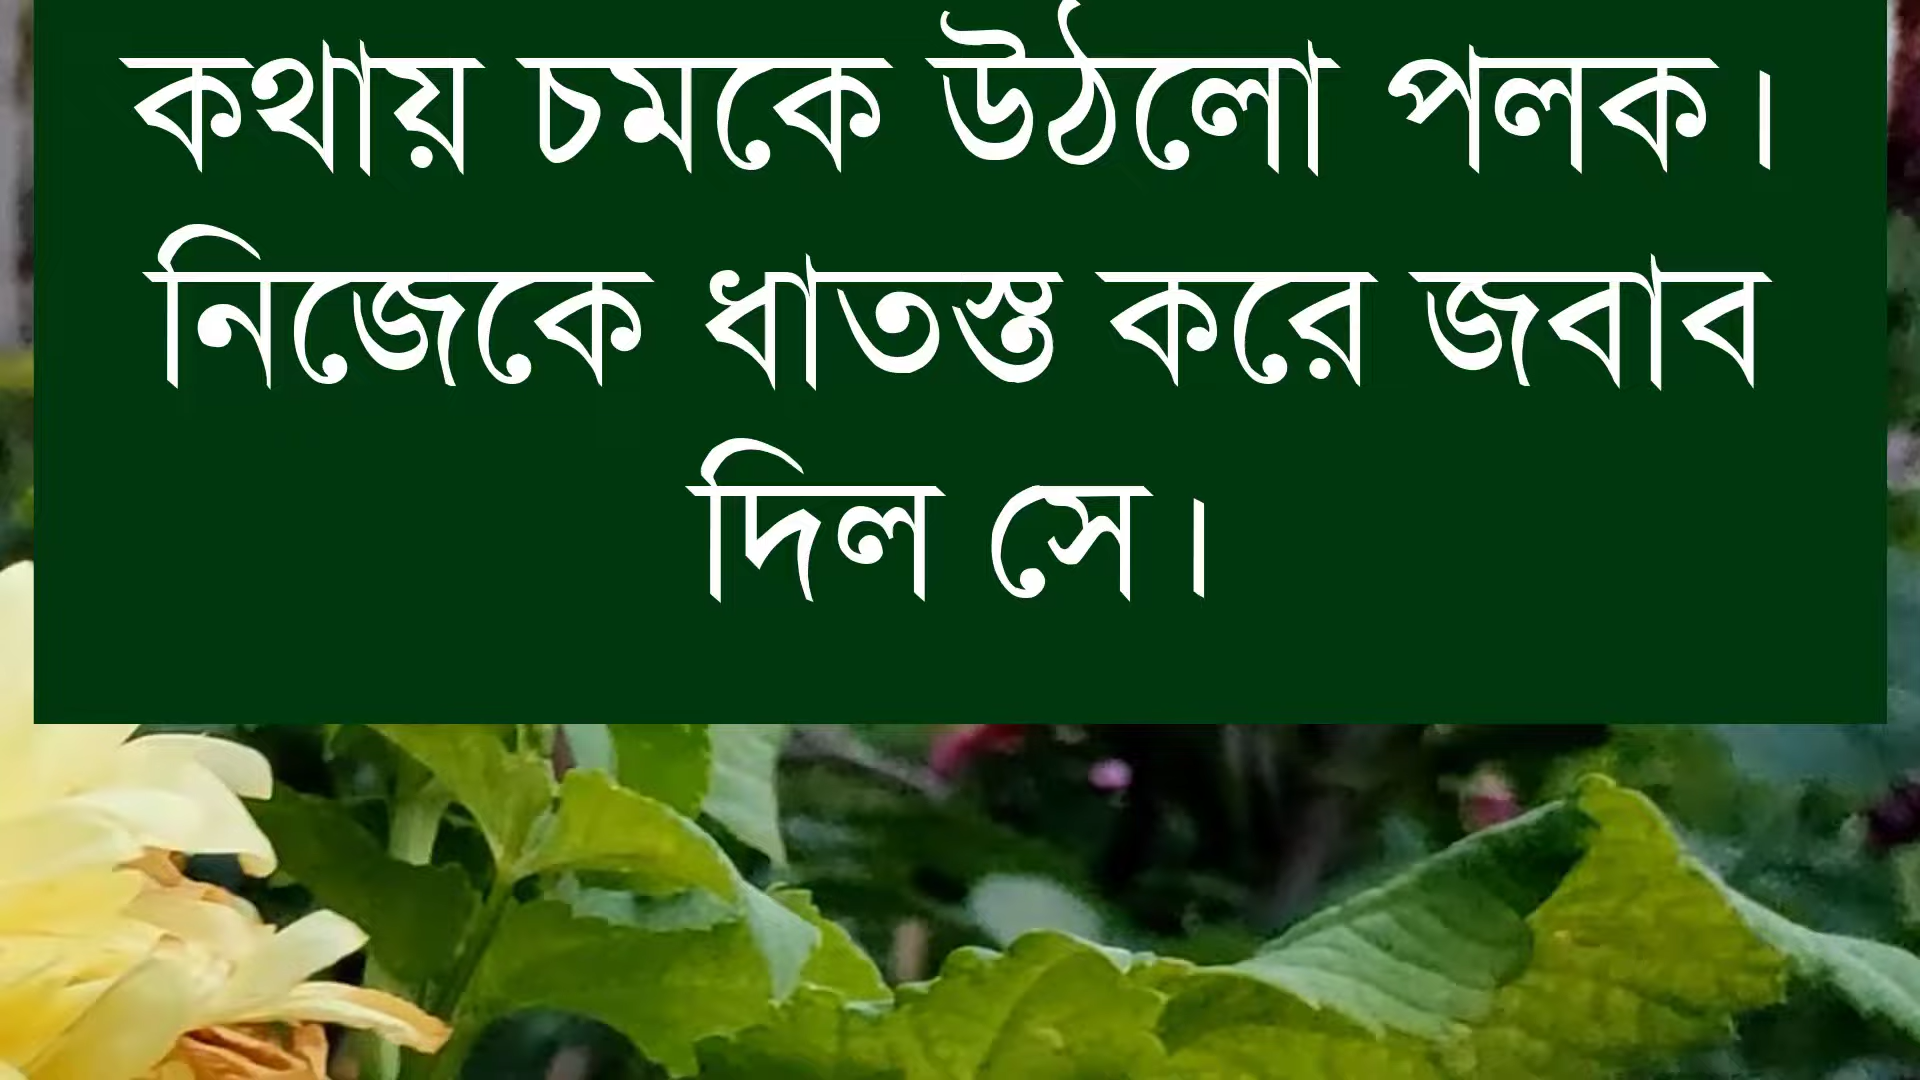 কথায় চমকে উঠলো পলক।
নিজেকে ধাতস্ত করে জবাব
দিল সে।